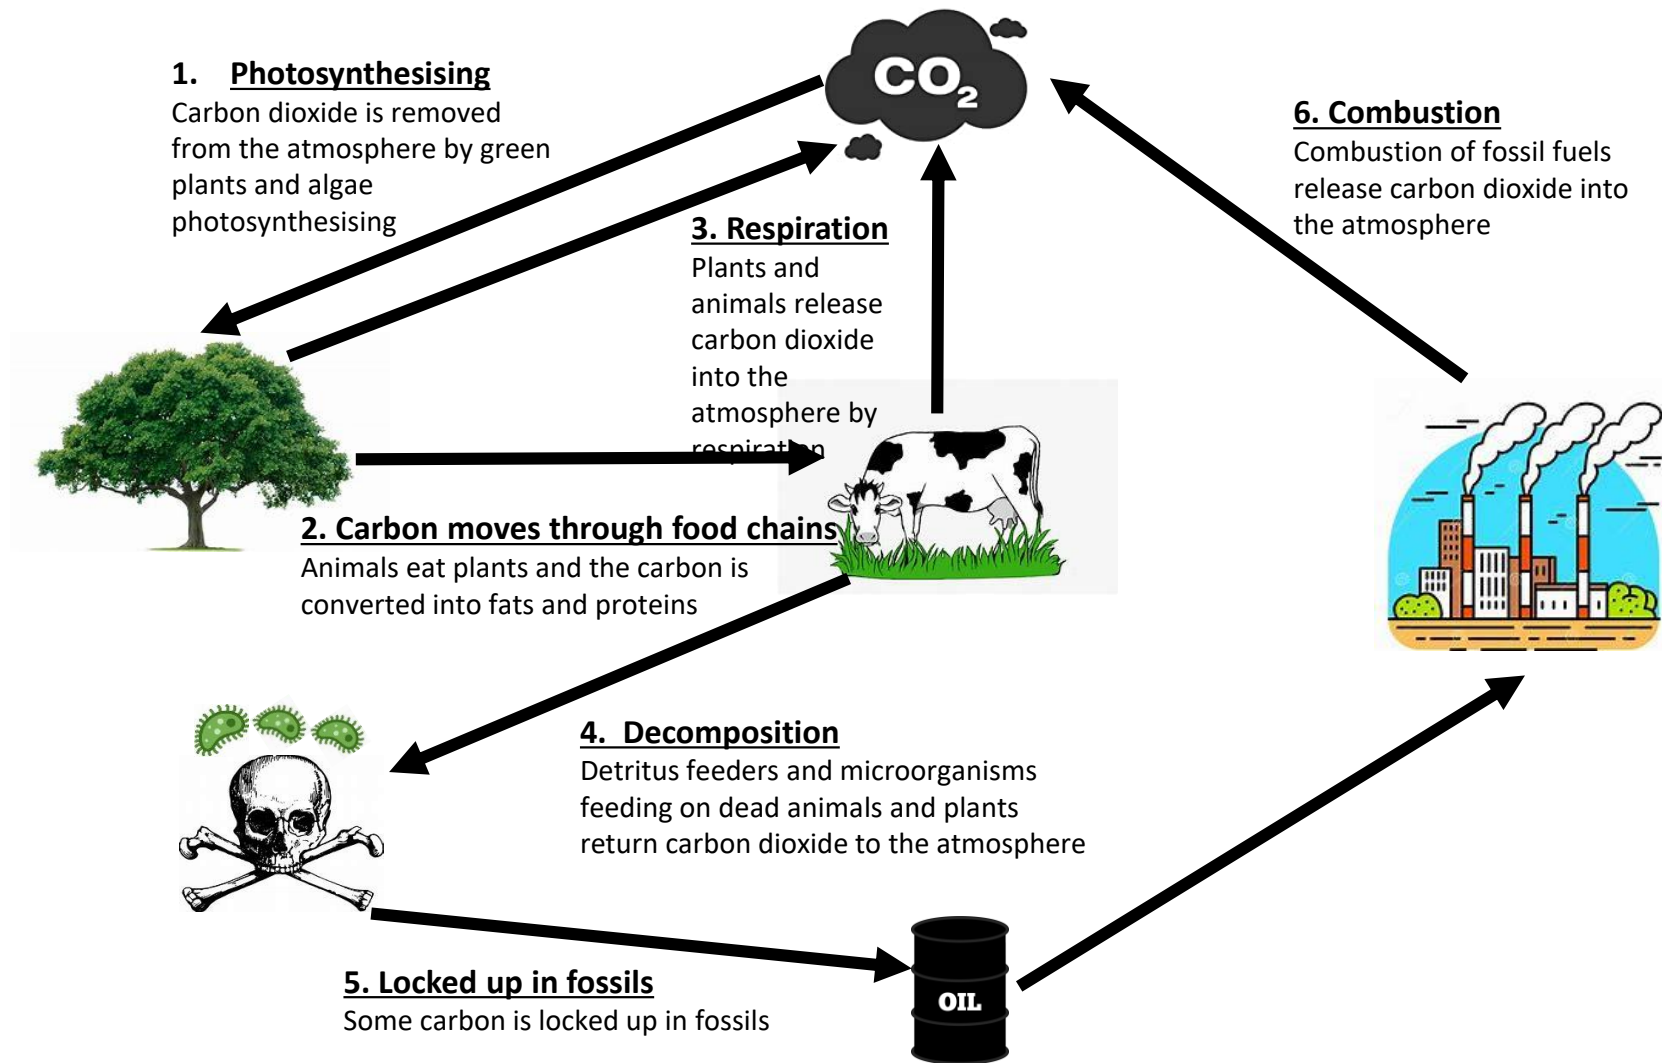 CO₂
1. Photosynthesising
Carbon dioxide is removed
from the atmosphere by green
plants and algae
photosynthesising
6. Combustion
Combustion of fossil fuels
release carbon dioxide into
the atmosphere
3. Respiration
Plants and
animals release
carbon dioxide
into the
atmosphere by
respiration
2. Carbon moves through food chains
Animals eat plants and the carbon is
converted into fats and proteins
4. Decomposition
Detritus feeders and microorganisms
feeding on dead animals and plants
return carbon dioxide to the atmosphere
5. Locked up in fossils
Some carbon is locked up in fossils
OIL